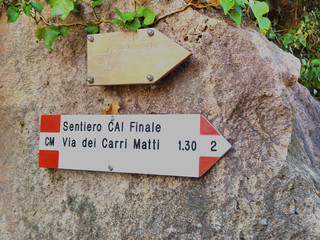 Sentiero CAI Finale
CM Via dei Carri Matti 1.30 2